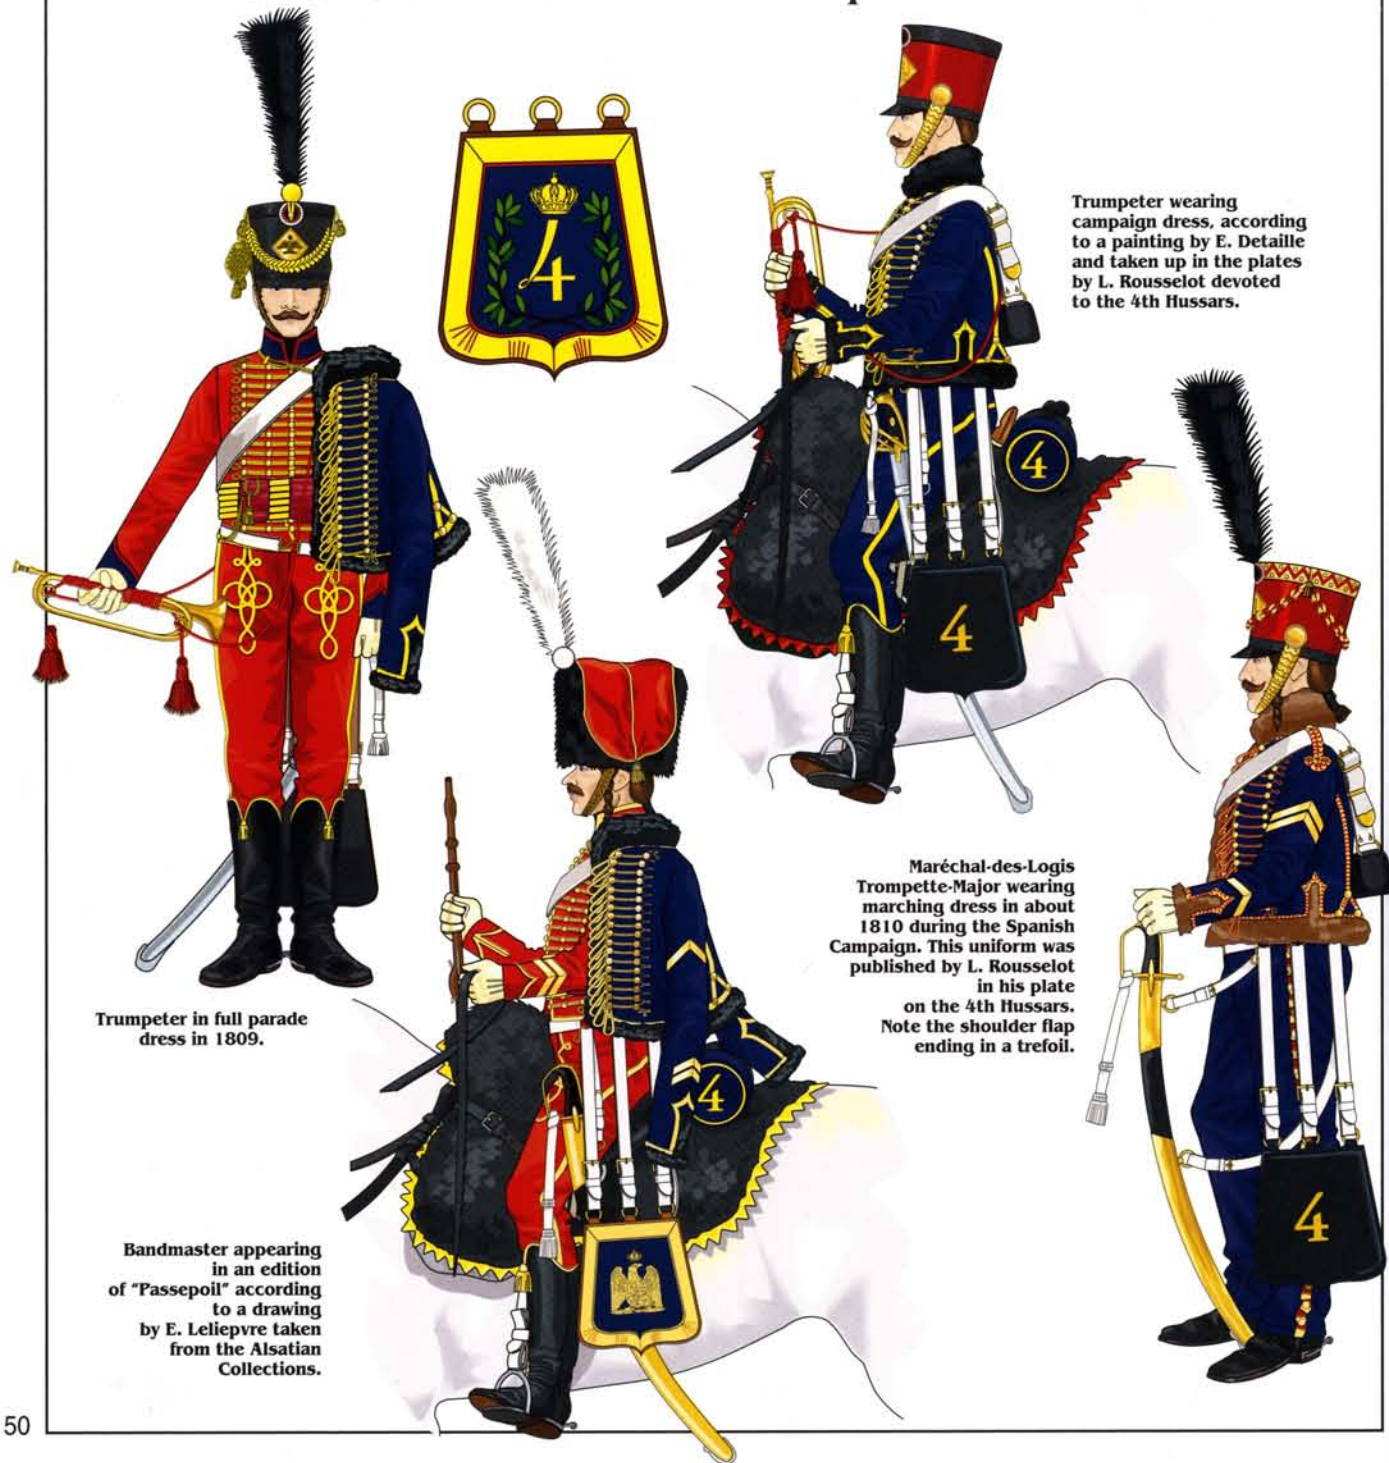 4
Trumpeter wearing
campaign dress, according
to a painting by E. Detaille
and taken up in the plates
by L. Rousselot devoted
to the 4th Hussars.
4
4
Trumpeter in full parade
dress in 1809.
Maréchal-des-Logis
Trompette-Major wearing
marching dress in about
1810 during the Spanish
Campaign. This uniform was
published by L. Rousselot
in his plate
on the 4th Hussars.
Note the shoulder flap
ending in a trefoil.
4
4
Bandmaster appearing
in an edition
of "Passepoil" according
to a drawing
by E. Leliepvre taken
from the Alsatian
Collections.
50